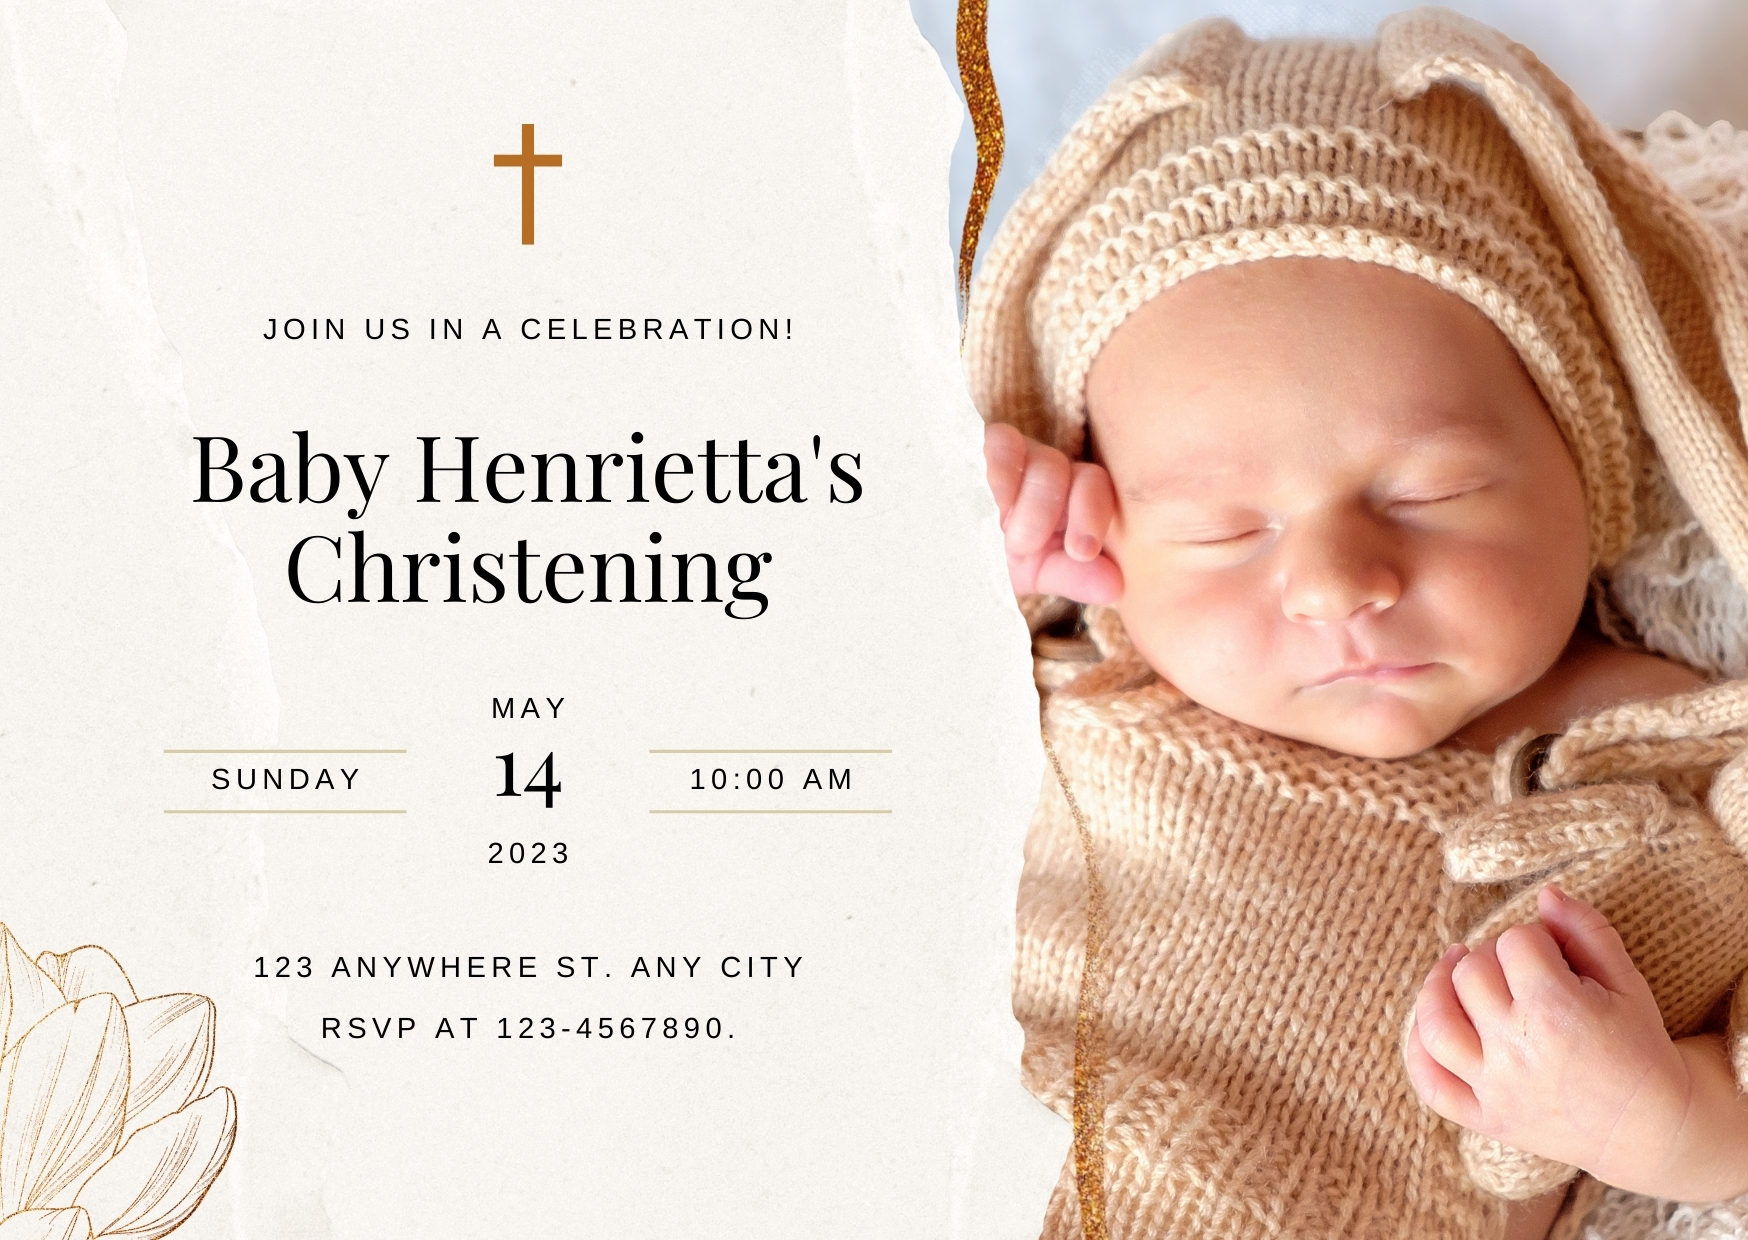 JOIN US IN A CELEBRATION!
Baby Henrietta's
Christening
MAY
SUNDAY
14
10:00 AM
2023
123 ANYWHERE ST. ANY CITY
RSVP AT 123-4567890.